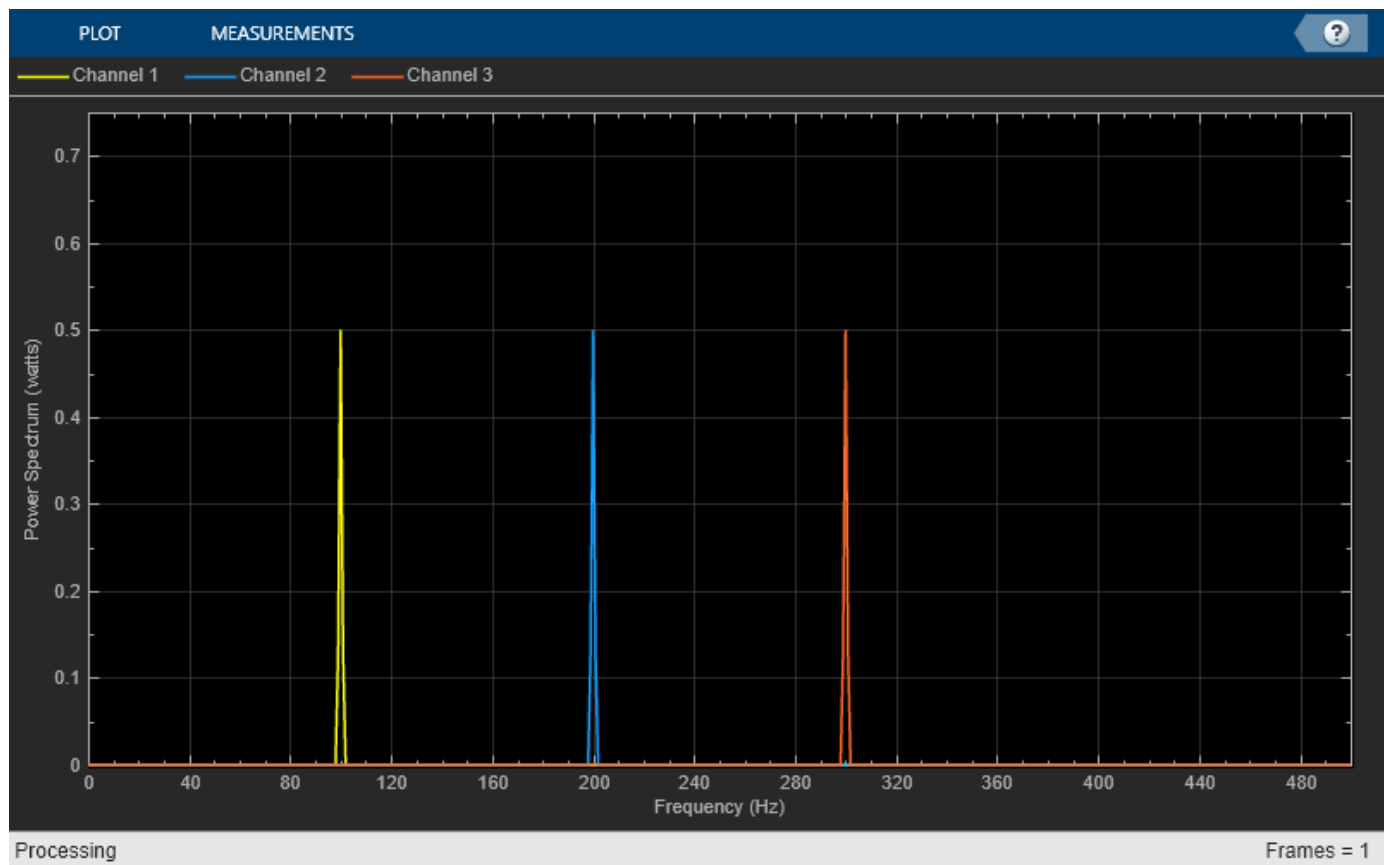 PLOT MEASUREMENTS ?
Channel 1 Channel 2 Channel 3
0.7
0.6
0.5
0.4
0.3
0.2
0.1
0
Power Spectrum (watts)
0 40 80 120 160 200 240 280 320 360 400 440 480
Frequency (Hz)
Processing Frames = 1